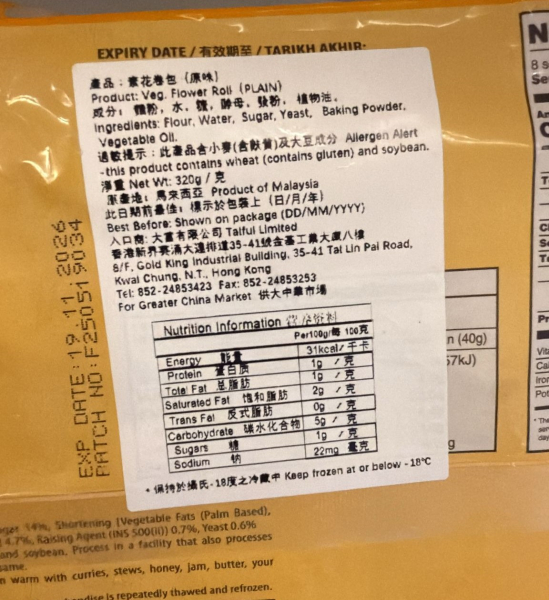 EXPIRY DATE / 有效期至 / TARIKH AKHIR:
產品：素花卷包（原味）
Product: Veg. Flower Roll (PLAIN)
成分：麵粉，水，糖，酵母，發粉，植物油。
Ingredients: Flour, Water, Sugar, Yeast, Baking Powder,
Vegetable Oil.
過敏提示：此產品含小麥(含麩質)及大豆成分 Allergen Alert
-this product contains wheat (contains gluten) and soybean.
淨重 Net Wt: 320g / 克
原產地：馬來西亞 Product of Malaysia
此日期前最佳：標示於包裝上（日/月/年）
Best Before: Shown on package (DD/MM/YYYY)
入口商: 大富有限公司 Taiful Limited
香港新界葵涌大連排道35-41號金基工業大廈八樓
8/F, Gold King Industrial Building, 35-41 Tai Lin Pai Road,
Kwai Chung, N.T., Hong Kong
Tel: 852-24853423 Fax: 852-24853253
For Greater China Market 供大中華市場
Nutrition Information 營
Per100g/每 100克
Energy 能量 31kcal/千卡
Protein 蛋白质 1g /克
Total Fat 总脂肪 1g /克
Saturated Fat 饱和脂肪 2g /克
Trans Fat 反式脂肪 0g /克
Carbohydrate 碳水化合物 5g /克
Sugars 糖 1g /克
Sodium 钠 22mg 毫克
* 保持於攝氏-18度之冷藏中 Keep frozen at or below -18°C
EXP DATE: 19 11 2026
PATCH NO: F250519034
14%, Shortening [Vegetable Fats (Palm Based),
4.7%, Raising Agent (INS 500(ii)) 0.7%, Yeast 0.6%
and soybean. Process in a facility that also processes
warm with curries, stews, honey, jam, butter, your
is repeatedly thawed and refrozen.
N
8 s
Se
(40g)
57kJ)
g